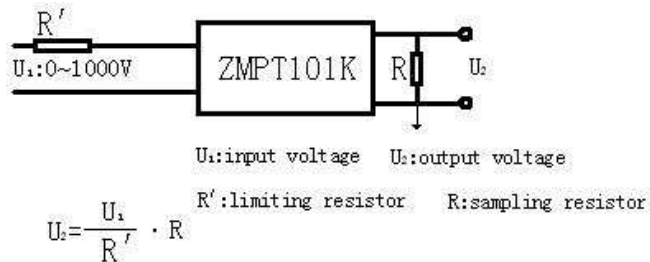 R'
U₁:0~1000V
ZMPT101K
R
U₂
U₁:input voltage U₂:output voltage
R':limiting resistor R:sampling resistor
U₂=U₁/R' · R